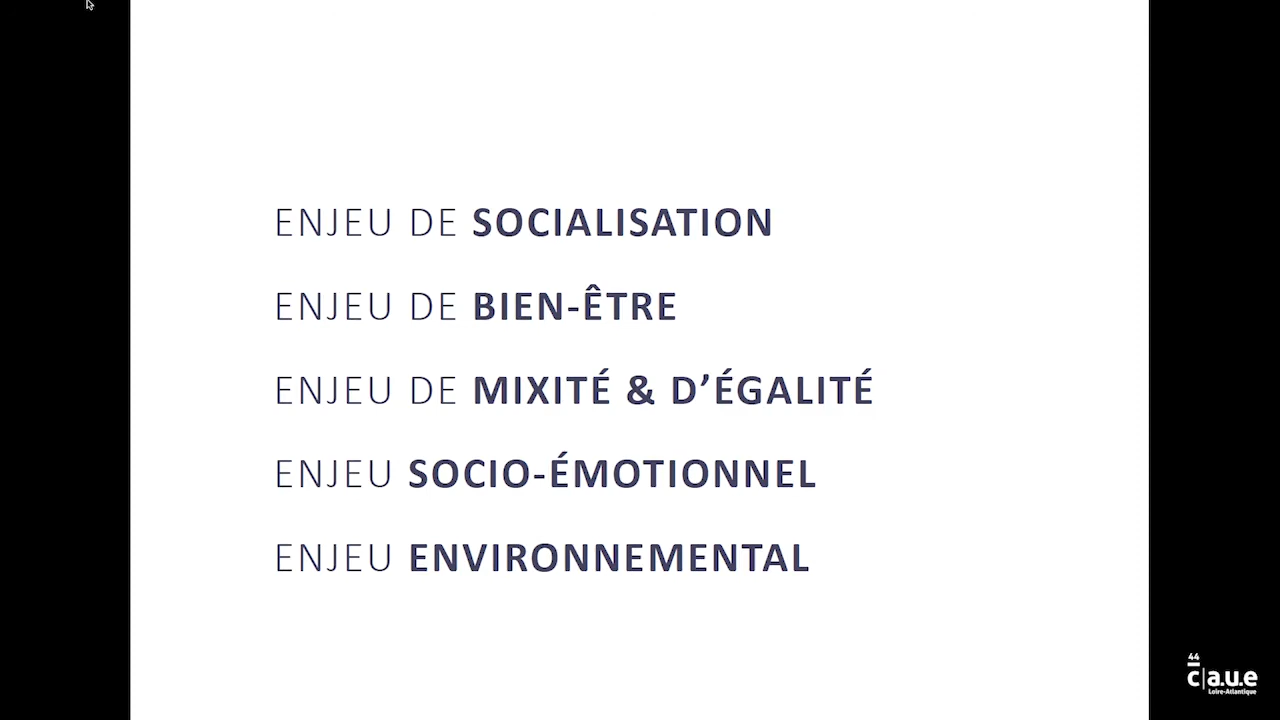 ENJEU DE SOCIALISATION
ENJEU DE BIEN-ÊTRE
ENJEU DE MIXITÉ & D’ÉGALITÉ
ENJEU SOCIO-ÉMOTIONNEL
ENJEU ENVIRONNEMENTAL
44
c|a.u.e
Loire-Atlantique